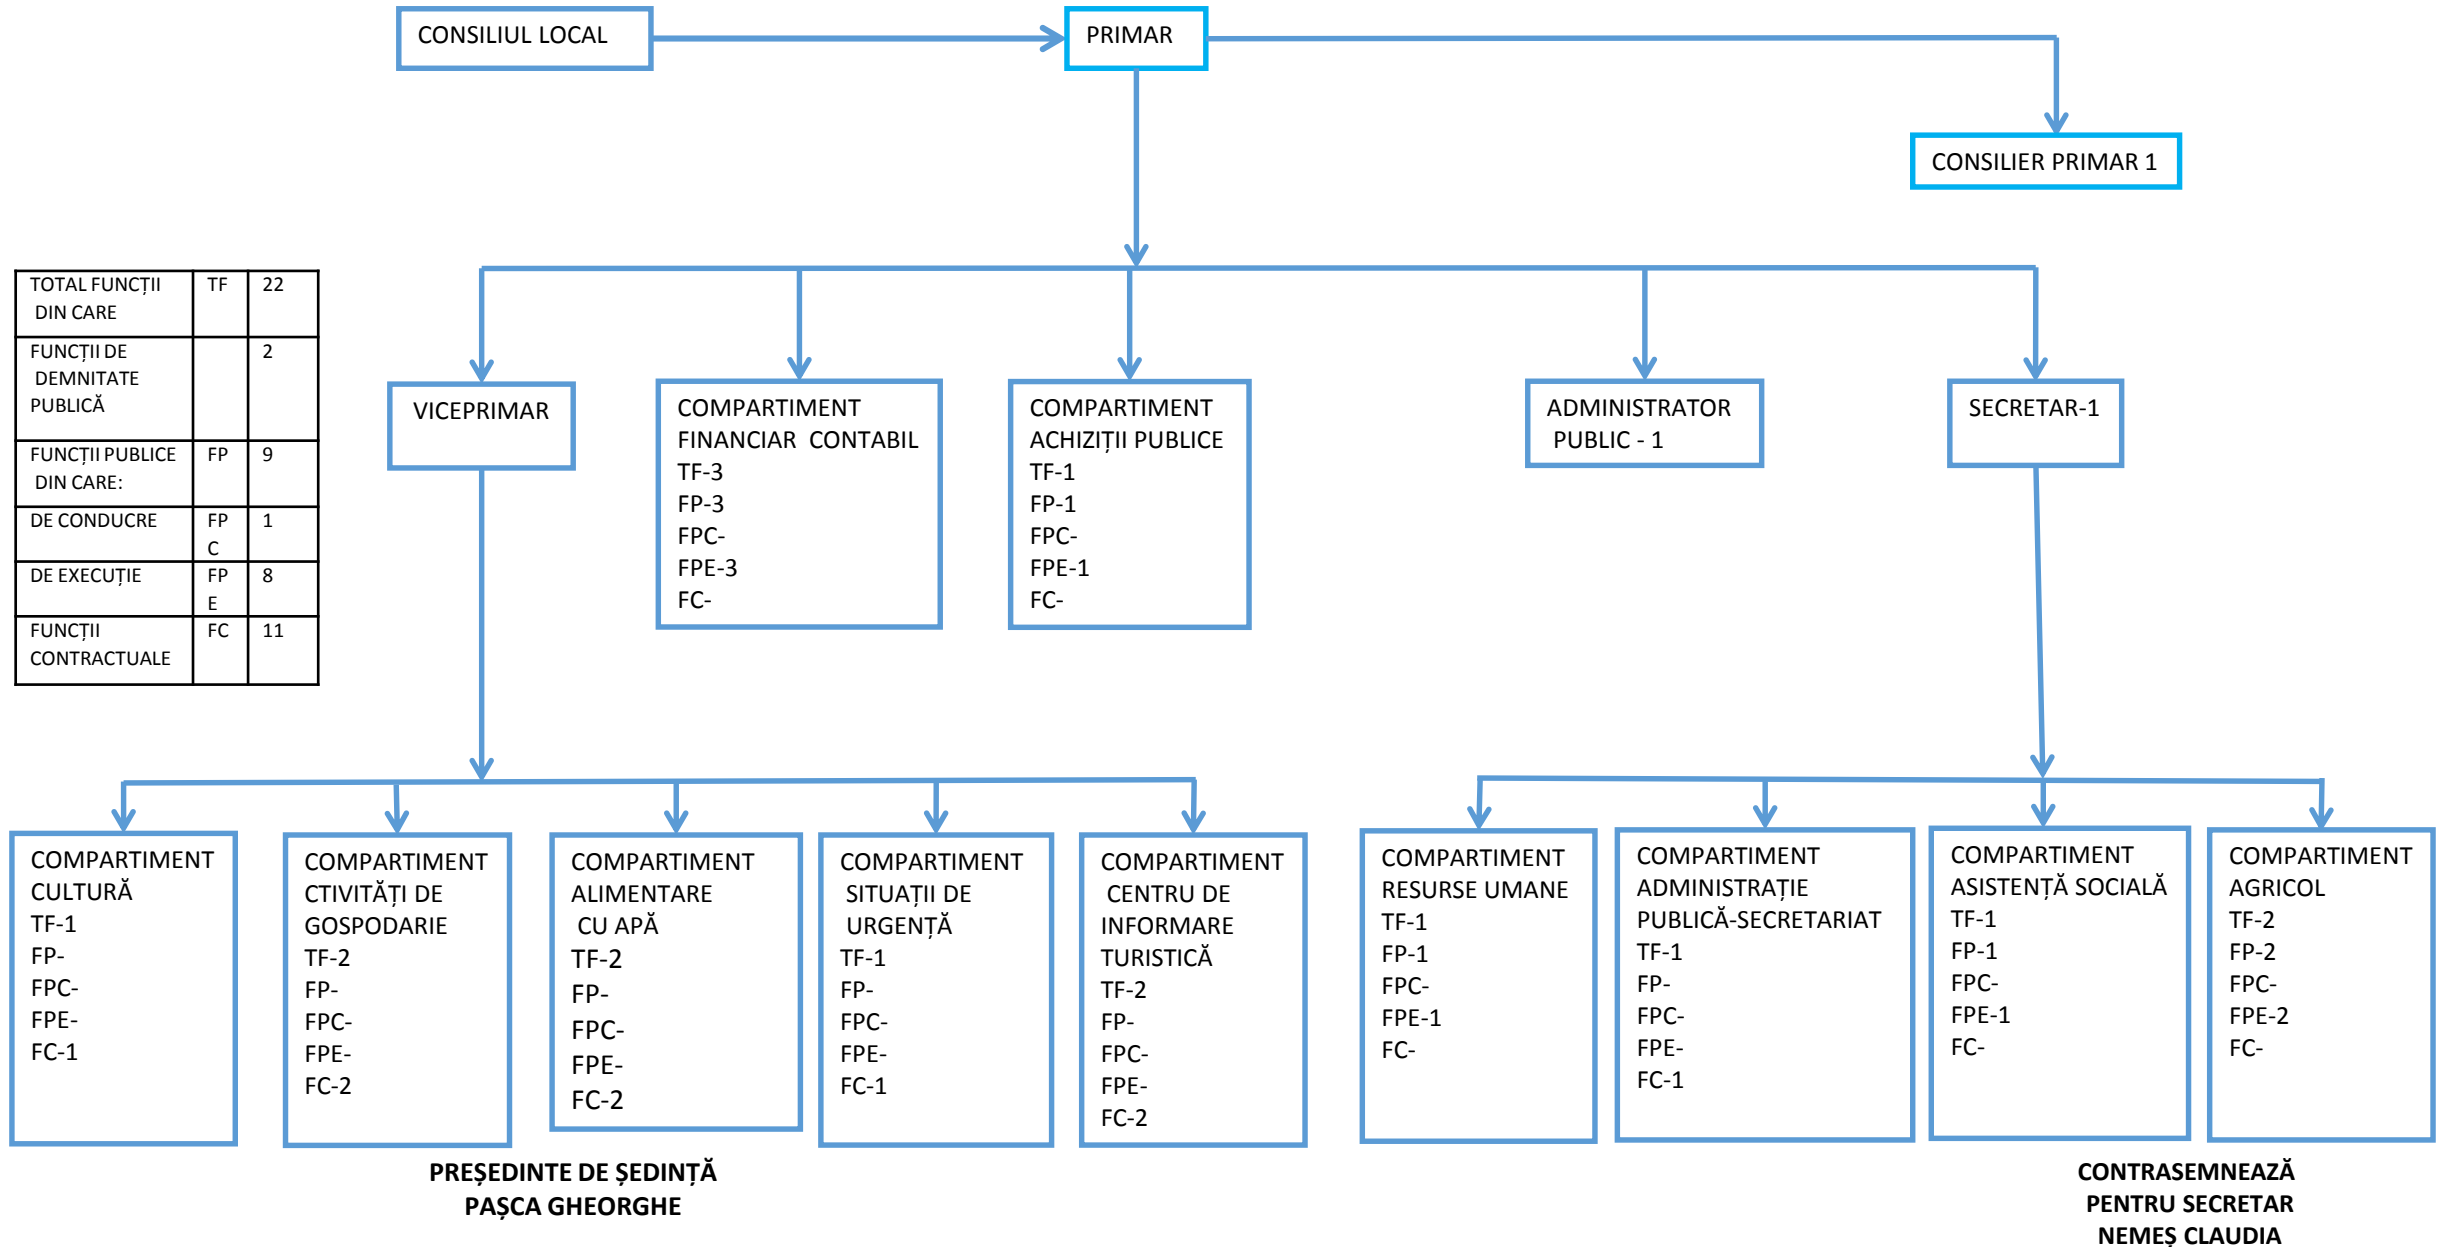 CONSILIUL LOCAL
PRIMAR
CONSILIER PRIMAR 1
TOTAL FUNCȚII TF 22
DIN CARE
FUNCȚII DE 2
DEMNITATE
PUBLICĂ
FUNCȚII PUBLICE FP 9
DIN CARE:
DE CONDUCRE FP 1
C
DE EXECUȚIE FP 8
E
FUNCȚII FC 11
CONTRACTUALE
VICEPRIMAR
COMPARTIMENT
FINANCIAR CONTABIL
TF-3
FP-3
FPC-
FPE-3
FC-
COMPARTIMENT
ACHIZIȚII PUBLICE
TF-1
FP-1
FPC-
FPE-1
FC-
ADMINISTRATOR
PUBLIC - 1
SECRETAR-1
COMPARTIMENT
CULTURĂ
TF-1
FP-
FPC-
FPE-
FC-1
COMPARTIMENT
CTIVITĂȚI DE
GOSPODARIE
TF-2
FP-
FPC-
FPE-
FC-2
COMPARTIMENT
ALIMENTARE
CU APĂ
TF-2
FP-
FPC-
FPE-
FC-2
COMPARTIMENT
SITUAȚII DE
URGENȚĂ
TF-1
FP-
FPC-
FPE-
FC-1
COMPARTIMENT
CENTRU DE
INFORMARE
TURISTICĂ
TF-2
FP-
FPC-
FPE-
FC-2
COMPARTIMENT
RESURSE UMANE
TF-1
FP-1
FPC-
FPE-1
FC-
COMPARTIMENT
ADMINISTRAȚIE
PUBLICĂ-SECRETARIAT
TF-1
FP-
FPC-
FPE-
FC-1
COMPARTIMENT
ASISTENȚĂ SOCIALĂ
TF-1
FP-1
FPC-
FPE-1
FC-
COMPARTIMENT
AGRICOL
TF-2
FP-2
FPC-
FPE-2
FC-
PREȘEDINTE DE ȘEDINȚĂ
PAȘCA GHEORGHE
CONTRASEMNEAZĂ
PENTRU SECRETAR
NEMEȘ CLAUDIA